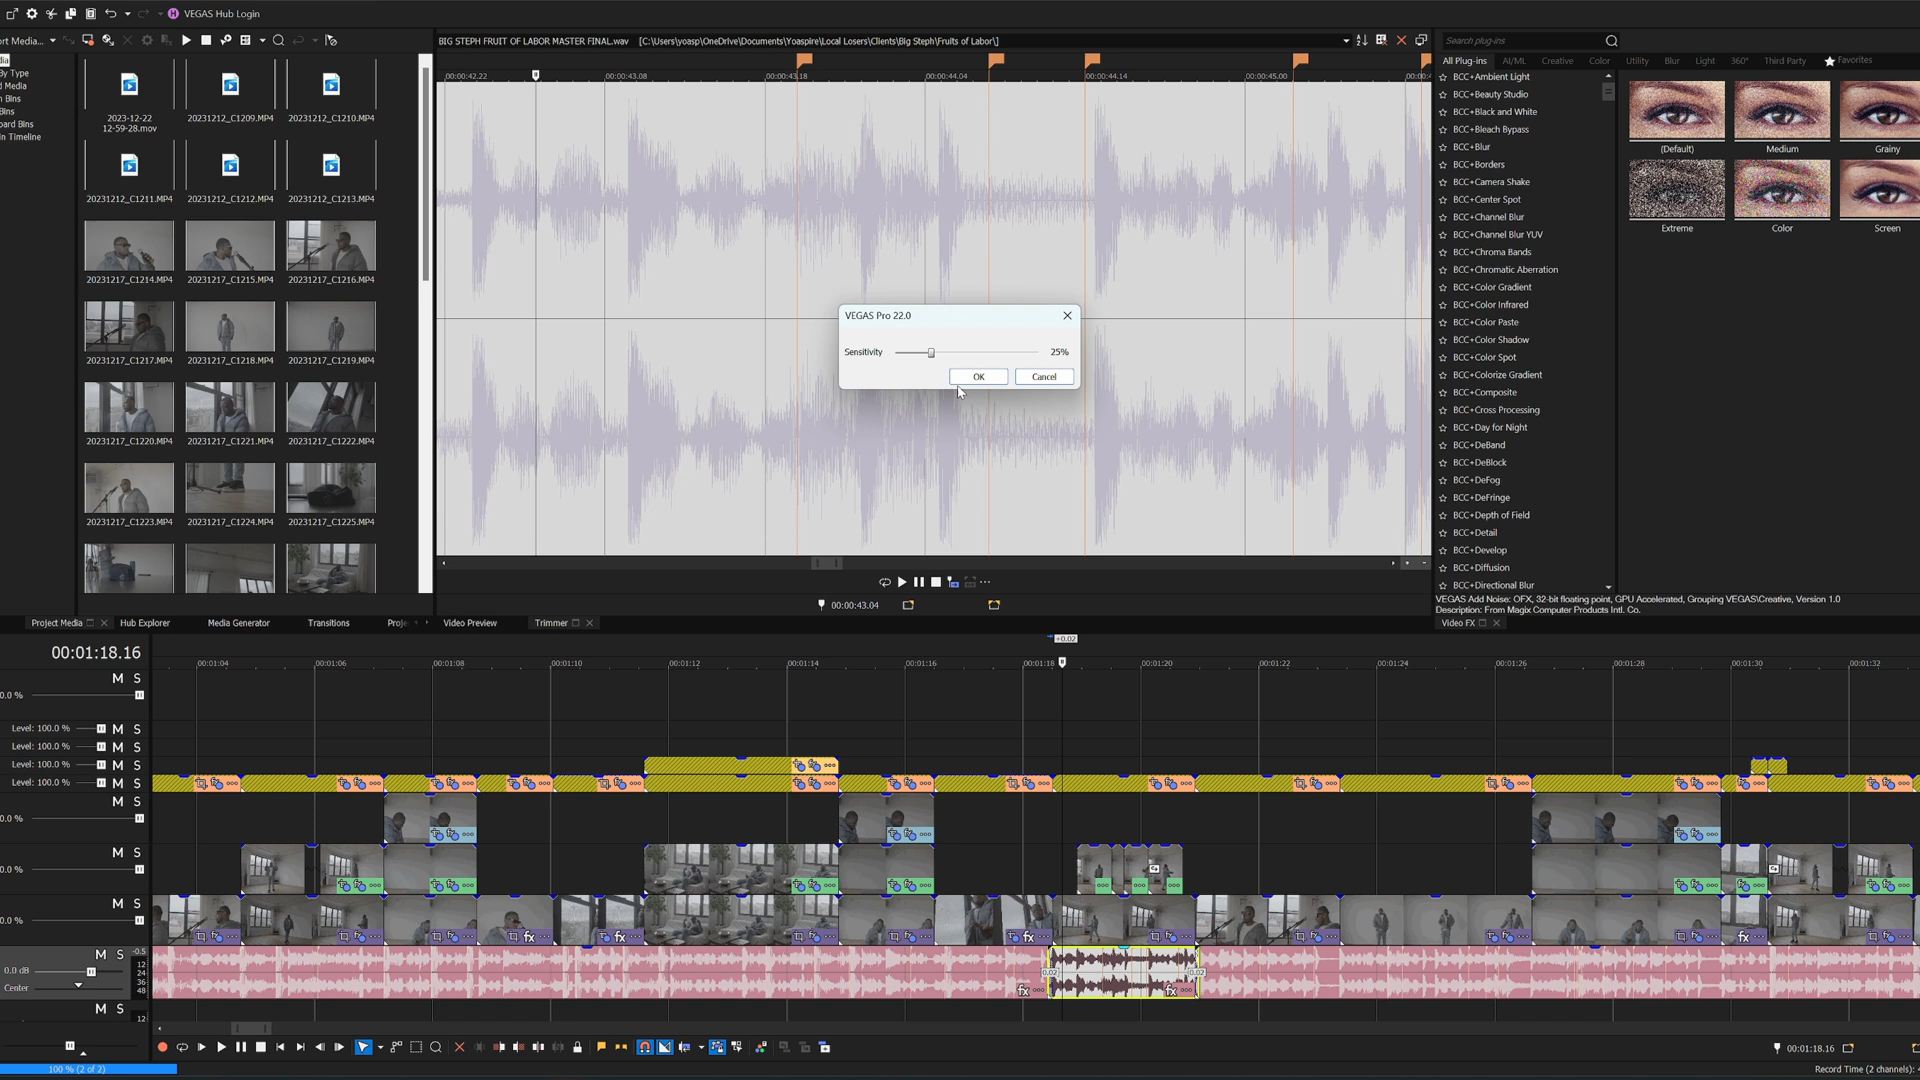 VEGAS Hub Login
ort Media...
dia
By Type
d Media
n Bins
Bins
oard Bins
in Timeline
2023-12-22
12-59-28.mov
20231212_C1209.MP4
20231212_C1210.MP4
20231212_C1211.MP4
20231212_C1212.MP4
20231212_C1213.MP4
20231217_C1214.MP4
20231217_C1215.MP4
20231217_C1216.MP4
20231217_C1217.MP4
20231217_C1218.MP4
20231217_C1219.MP4
20231217_C1220.MP4
20231217_C1221.MP4
20231217_C1222.MP4
20231217_C1223.MP4
20231217_C1224.MP4
20231217_C1225.MP4
BIG STEPH FRUIT OF LABOR MASTER FINAL.wav [C:\Users\yoasp\OneDrive\Documents\Yoaspire\Local Losers\Clients\Big Steph\Fruits of Labor\]
00:00:42.22
00:00:43.08
00:00:43.18
00:00:44.04
00:00:44.14
00:00:45.00
VEGAS Pro 22.0
Sensitivity
25%
OK
Cancel
00:00:43.04
Search plug-ins
All Plug-ins
AI/ML
Creative
Color
Utility
Blur
Light
360°
Third Party
Favorites
BCC+Ambient Light
BCC+Beauty Studio
BCC+Black and White
BCC+Bleach Bypass
BCC+Blur
BCC+Borders
BCC+Camera Shake
BCC+Center Spot
BCC+Channel Blur
BCC+Channel Blur YUV
BCC+Chroma Bands
BCC+Chromatic Aberration
BCC+Color Gradient
BCC+Color Infrared
BCC+Color Paste
BCC+Color Shadow
BCC+Color Spot
BCC+Colorize Gradient
BCC+Composite
BCC+Cross Processing
BCC+Day for Night
BCC+DeBand
BCC+DeBlock
BCC+DeFog
BCC+DeFringe
BCC+Depth of Field
BCC+Detail
BCC+Develop
BCC+Diffusion
BCC+Directional Blur
(Default)
Medium
Grainy
Extreme
Color
Screen
VEGAS Add Noise: OFX, 32-bit floating point, GPU Accelerated, Grouping VEGAS\Creative, Version 1.0
Description: From Magix Computer Products Intl. Co.
Project Media
Hub Explorer
Media Generator
Transitions
Proje
Video Preview
Trimmer
Video FX
+0.02
00:01:18.16
00:01:04
00:01:06
00:01:08
00:01:10
00:01:12
00:01:14
00:01:16
00:01:18
00:01:20
00:01:22
00:01:24
00:01:26
00:01:28
00:01:30
00:01:32
M S
0.0 %
Level: 100.0 % M S
Level: 100.0 % M S
Level: 100.0 % M S
Level: 100.0 % M S
M S
0.0 %
M S
0.0 %
fx
M S
0.0 %
M S
-0.5
12
24
36
48
0.0 dB
Center
0.02
0.02
fx
fx
M S
12
00:01:18.16
100 % (2 of 2)
Record Time (2 channels):